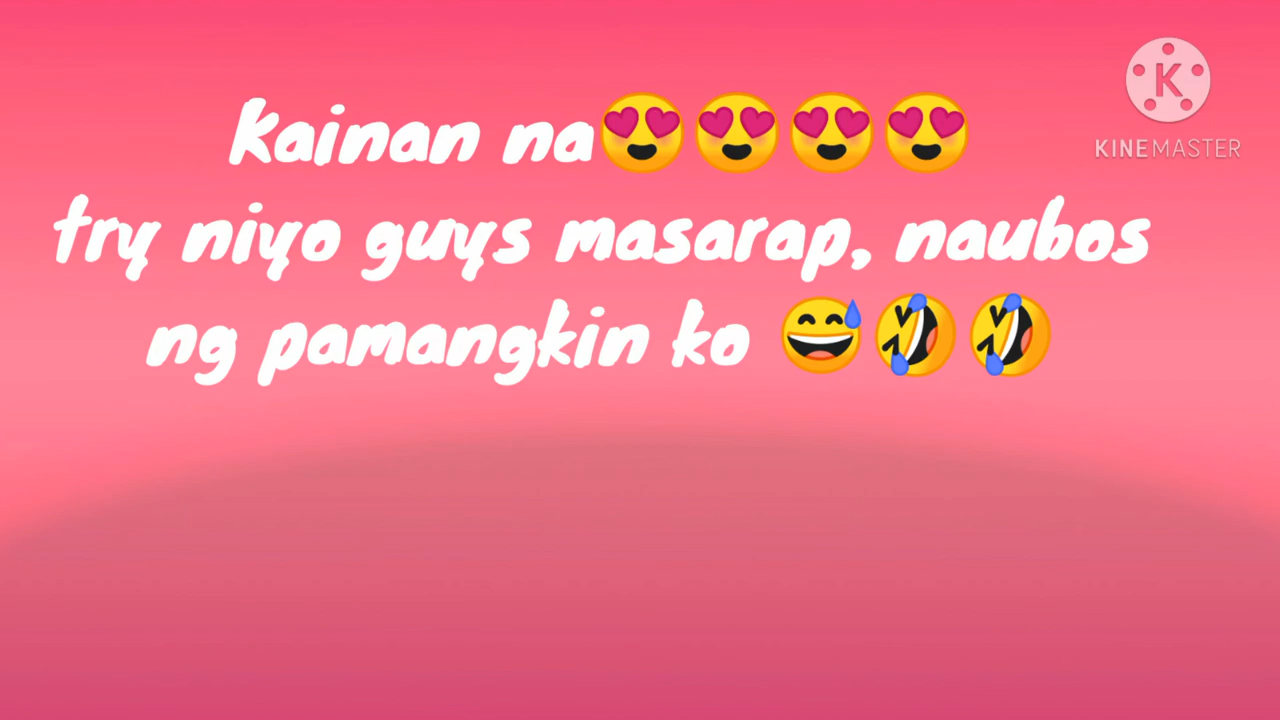 Kainan na😍😍😍😍
try niyo guys masarap, naubos
ng pamangkin ko 😅🤣🤣
K
KINEMASTER